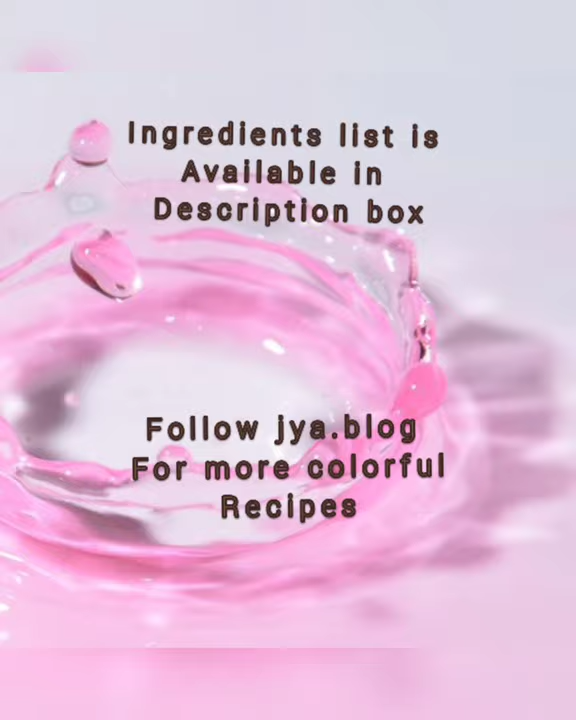 Ingredients list is
Available in
Description box
Follow jya.blog
For more colorful
Recipes